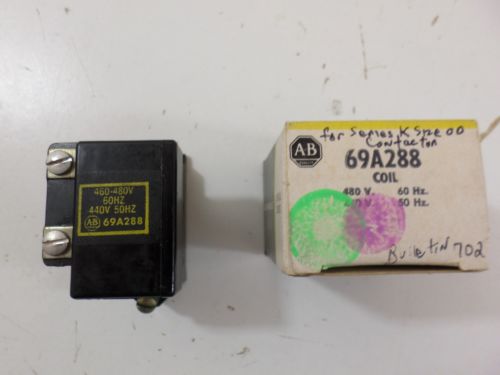 460-480V
60HZ
440V 50HZ
AB 69A288
for Series K Size 00
Contactor
AB
69A288
COIL
480 V. 60 Hz.
V. 50 Hz.
Bulletin 702